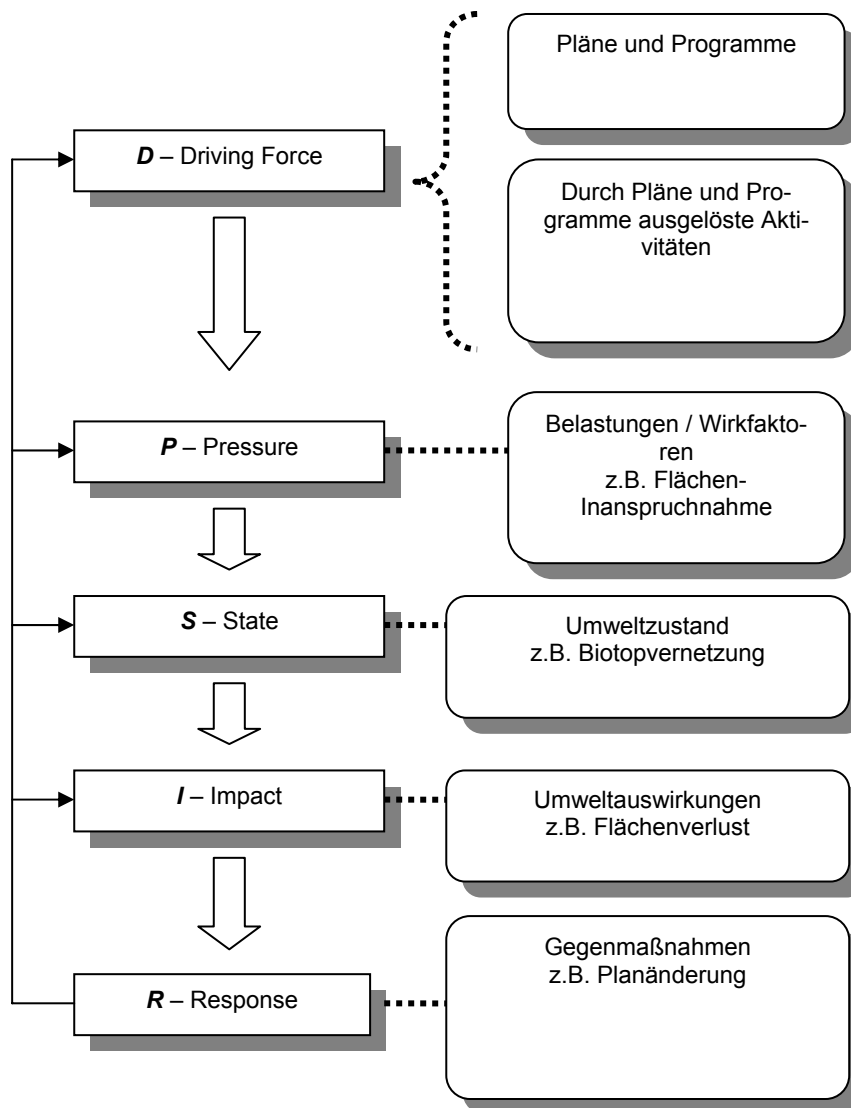 Pläne und Programme
D – Driving Force
Durch Pläne und Pro-
gramme ausgelöste Akti-
vitäten
P – Pressure
Belastungen / Wirkfakto-
ren
z.B. Flächen-
Inanspruchnahme
S – State
Umweltzustand
z.B. Biotopvernetzung
I – Impact
Umweltauswirkungen
z.B. Flächenverlust
R – Response
Gegenmaßnahmen
z.B. Planänderung